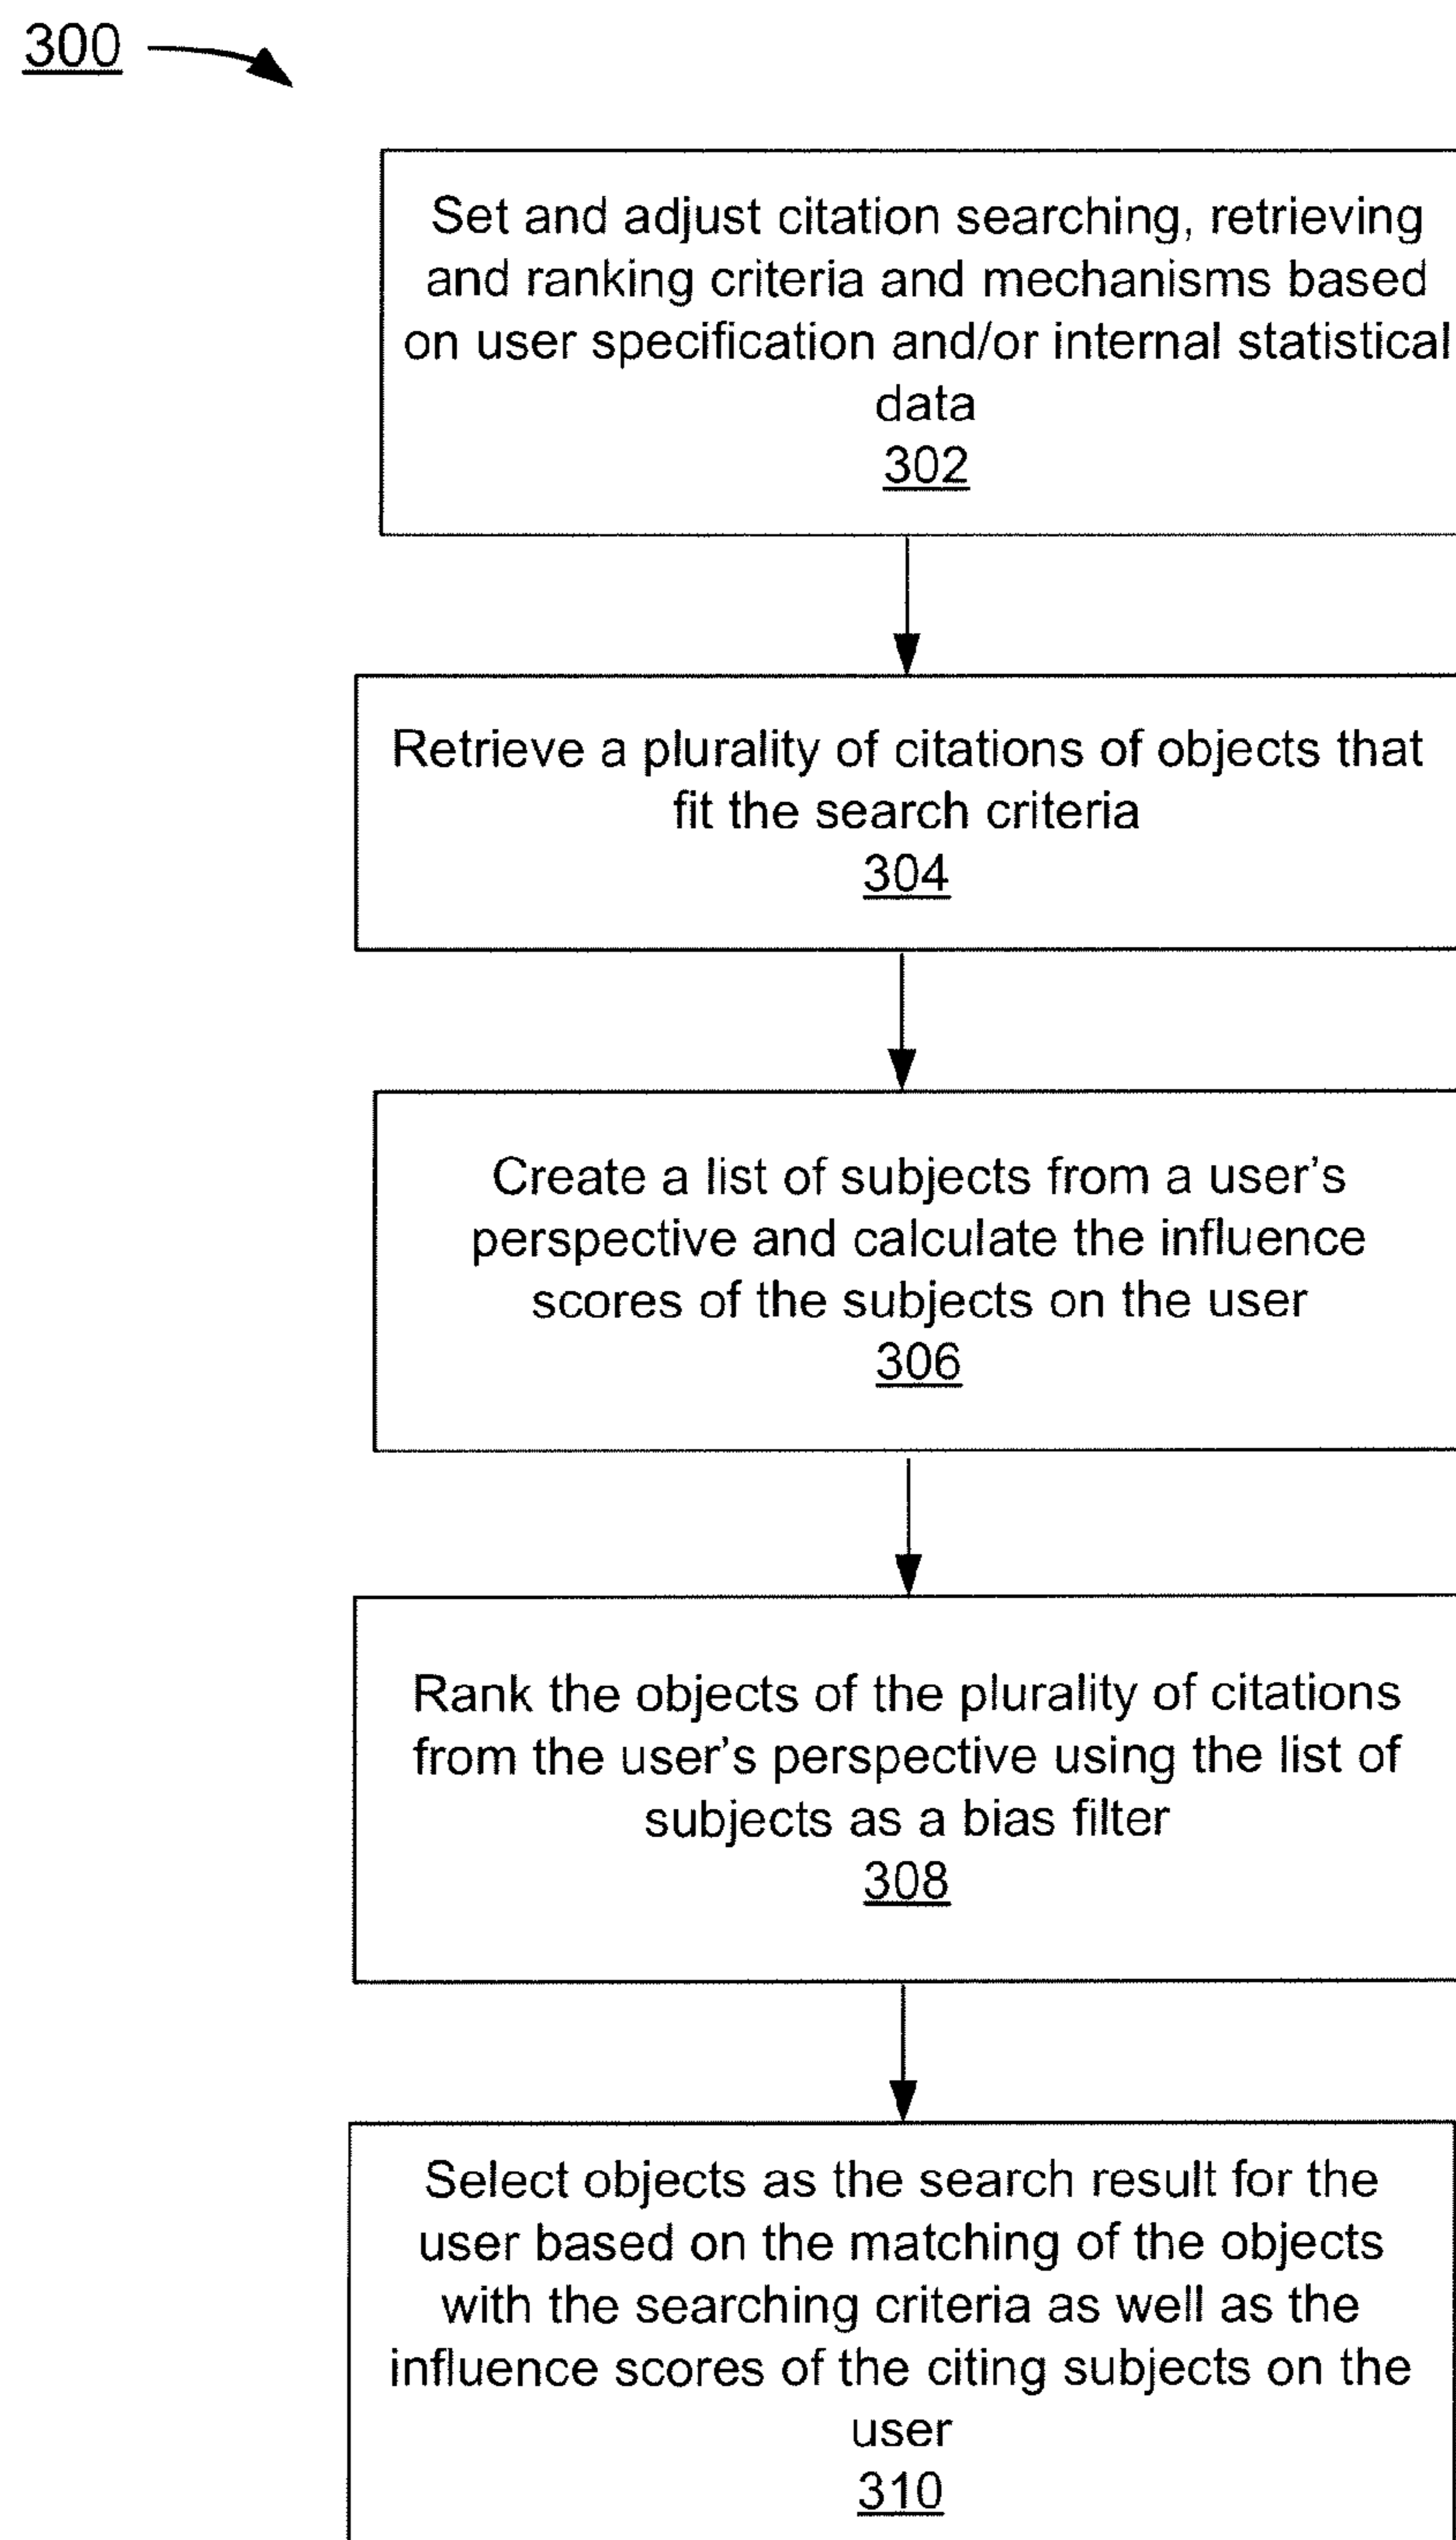 300
Set and adjust citation searching, retrieving
and ranking criteria and mechanisms based
on user specification and/or internal statistical
data
302
Retrieve a plurality of citations of objects that
fit the search criteria
304
Create a list of subjects from a user's
perspective and calculate the influence
scores of the subjects on the user
306
Rank the objects of the plurality of citations
from the user's perspective using the list of
subjects as a bias filter
308
Select objects as the search result for the
user based on the matching of the objects
with the searching criteria as well as the
influence scores of the citing subjects on the
user
310